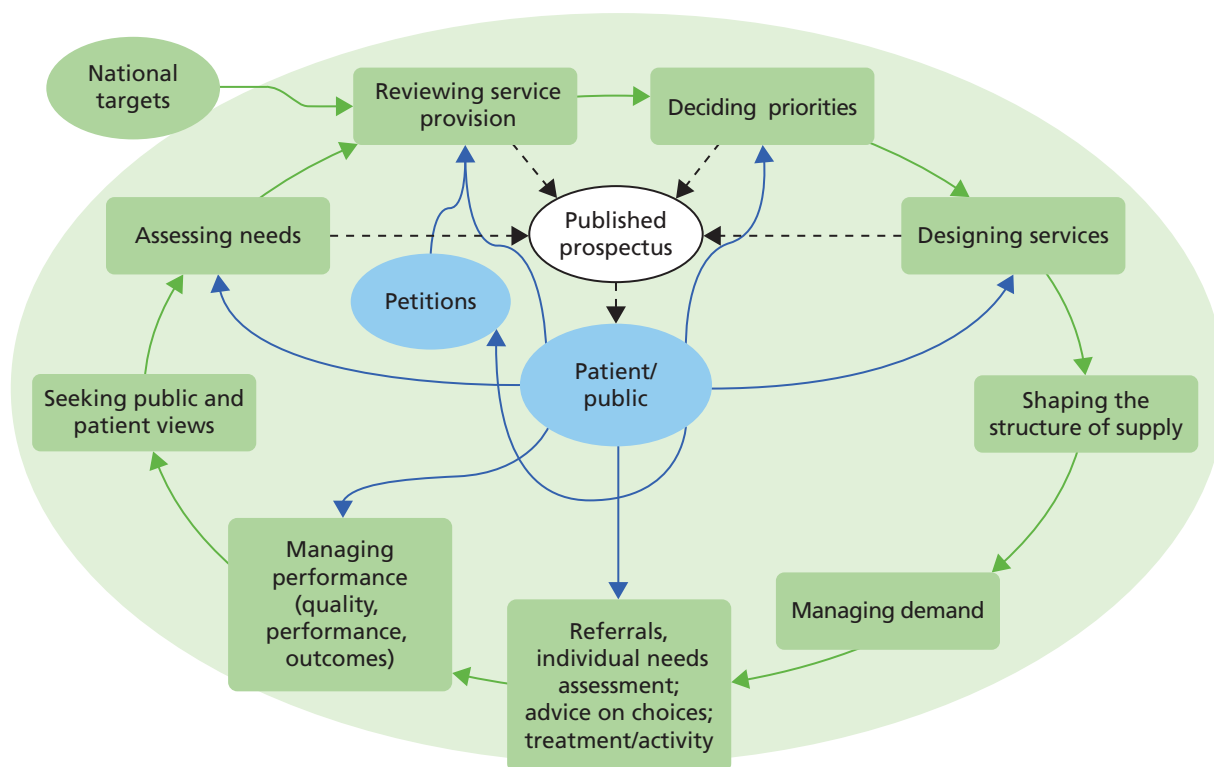 National
targets
Reviewing service
provision
Deciding priorities
Assessing needs
Published
prospectus
Designing services
Petitions
Patient/
public
Seeking public and
patient views
Shaping the
structure of supply
Managing
performance
(quality,
performance,
outcomes)
Referrals,
individual needs
assessment;
advice on choices;
treatment/activity
Managing demand